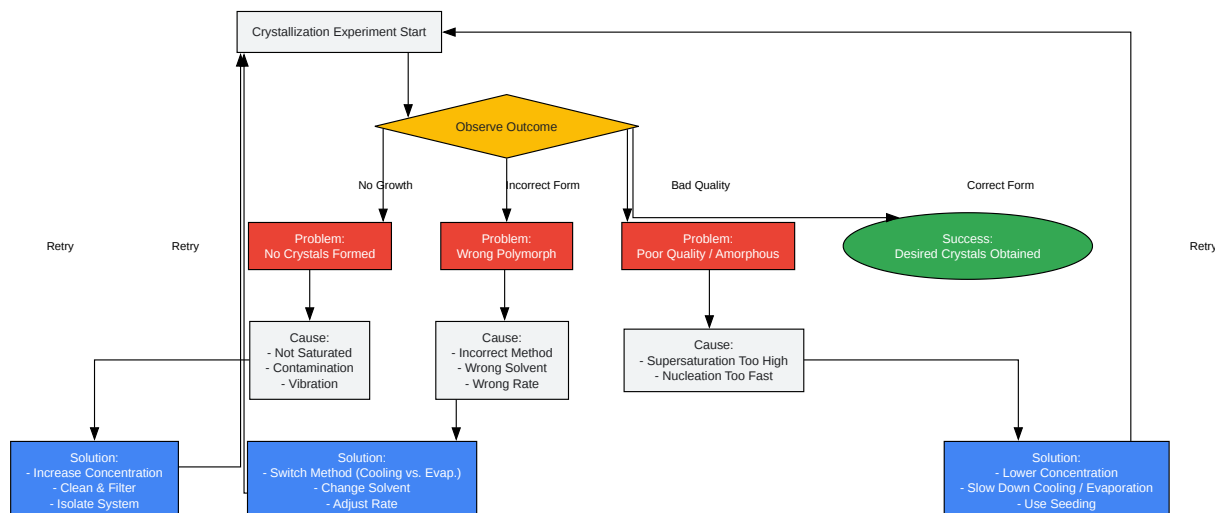 Crystallization Experiment Start
Observe Outcome
No Growth
Incorrect Form
Bad Quality
Correct Form
Retry
Retry
Retry
Problem:
No Crystals Formed
Problem:
Wrong Polymorph
Problem:
Poor Quality / Amorphous
Success:
Desired Crystals Obtained
Cause:
- Not Saturated
- Contamination
- Vibration
Cause:
- Incorrect Method
- Wrong Solvent
- Wrong Rate
Cause:
- Supersaturation Too High
- Nucleation Too Fast
Solution:
- Increase Concentration
- Clean & Filter
- Isolate System
Solution:
- Switch Method (Cooling vs. Evap.)
- Change Solvent
- Adjust Rate
Solution:
- Lower Concentration
- Slow Down Cooling / Evaporation
- Use Seeding